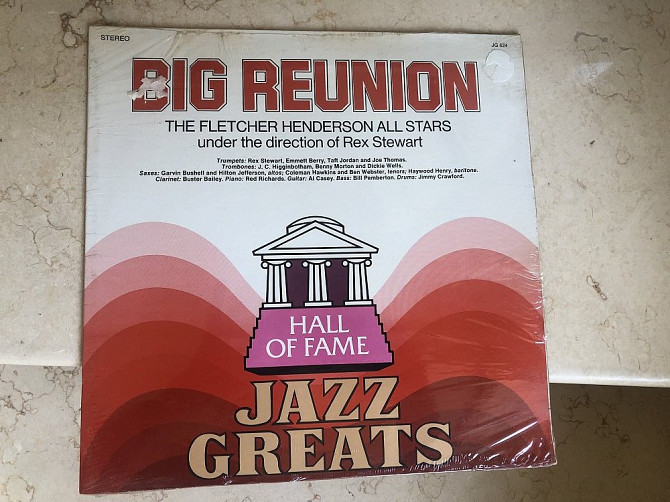 STEREO
JG 624
BIG REUNION
THE FLETCHER HENDERSON ALL STARS
under the direction of Rex Stewart
Trumpets: Rex Stewart, Emmett Berry, Taft Jordan and Joe Thomas.
Trombones: J. C. Higginbotham, Benny Morton and Dickie Wells.
Saxes: Garvin Bushell and Hilton Jefferson, altos; Coleman Hawkins and Ben Webster, tenors; Haywood Henry, baritone.
Clarinet: Buster Bailey. Piano: Red Richards. Guitar: Al Casey. Bass: Bill Pemberton. Drums: Jimmy Crawford.
HALL
OF FAME
JAZZ
GREATS